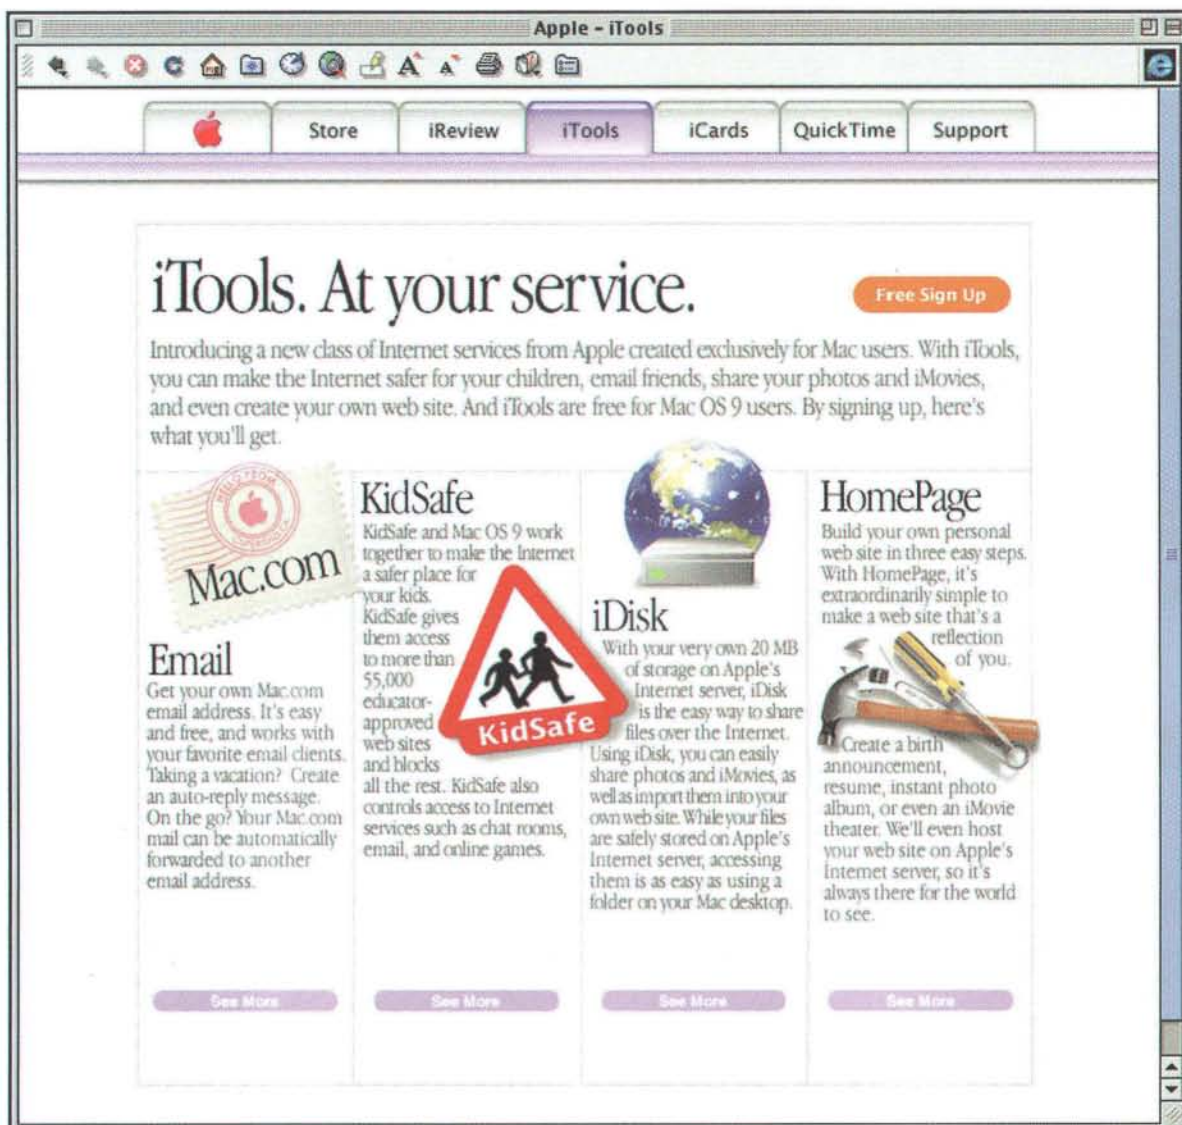 Apple – iTools
Store
iReview
iTools
iCards
QuickTime
Support
iTools. At your service.
Free Sign Up
Introducing a new class of Internet services from Apple created exclusively for Mac users. With iTools,
you can make the Internet safer for your children, email friends, share your photos and iMovies,
and even create your own web site. And iTools are free for Mac OS 9 users. By signing up, here's
what you'll get.
HELLO FROM
Mac.com
Email
Get your own Mac.com
email address. It's easy
and free, and works with
your favorite email clients.
Taking a vacation? Create
an auto-reply message.
On the go? Your Mac.com
mail can be automatically
forwarded to another
email address.
See More
KidSafe
KidSafe and Mac OS 9 work
together to make the Internet
a safer place for
your kids.
KidSafe gives
them access
to more than
55,000
educator-
approved
web sites
and blocks
all the rest. KidSafe also
controls access to Internet
services such as chat rooms,
email, and online games.
KidSafe
See More
iDisk
With your very own 20 MB
of storage on Apple's
Internet server, iDisk
is the easy way to share
files over the Internet.
Using iDisk, you can easily
share photos and iMovies, as
well as import them into your
own web site. While your files
are safely stored on Apple's
Internet server, accessing
them is as easy as using a
folder on your Mac desktop.
See More
HomePage
Build your own personal
web site in three easy steps.
With HomePage, it's
extraordinarily simple to
make a web site that's a
reflection
of you.
Create a birth
announcement,
resume, instant photo
album, or even an iMovie
theater. We'll even host
your web site on Apple's
Internet server, so it's
always there for the world
to see.
See More